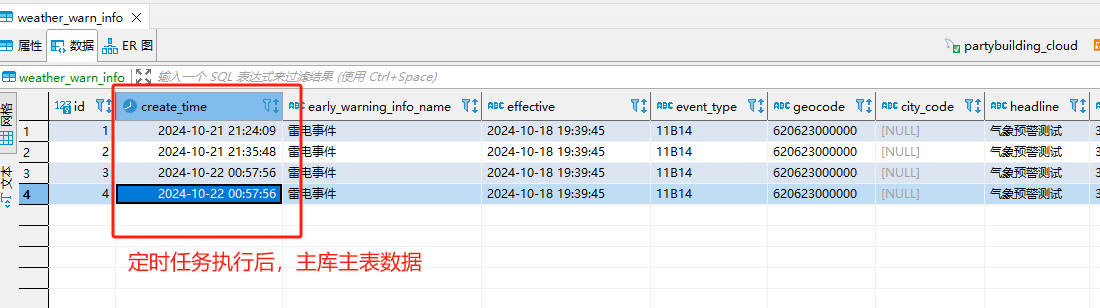 weather_warn_info
属性 数据 ER 图 partybuilding_cloud
weather_warn_info 输入一个 SQL 表达式来过滤结果 (使用 Ctrl+Space)
网格
文本
123 id create_time ABC early_warning_info_name ABC effective ABC event_type ABC geocode ABC city_code ABC headline ABC
1 1 2024-10-21 21:24:09 雷电事件 2024-10-18 19:39:45 11B14 620623000000 [NULL] 气象预警测试 3
2 2 2024-10-21 21:35:48 雷电事件 2024-10-18 19:39:45 11B14 620623000000 [NULL] 气象预警测试 3
3 3 2024-10-22 00:57:56 雷电事件 2024-10-18 19:39:45 11B14 620623000000 [NULL] 气象预警测试 3
4 4 2024-10-22 00:57:56 雷电事件 2024-10-18 19:39:45 11B14 620623000000 [NULL] 气象预警测试 3
定时任务执行后，主库主表数据